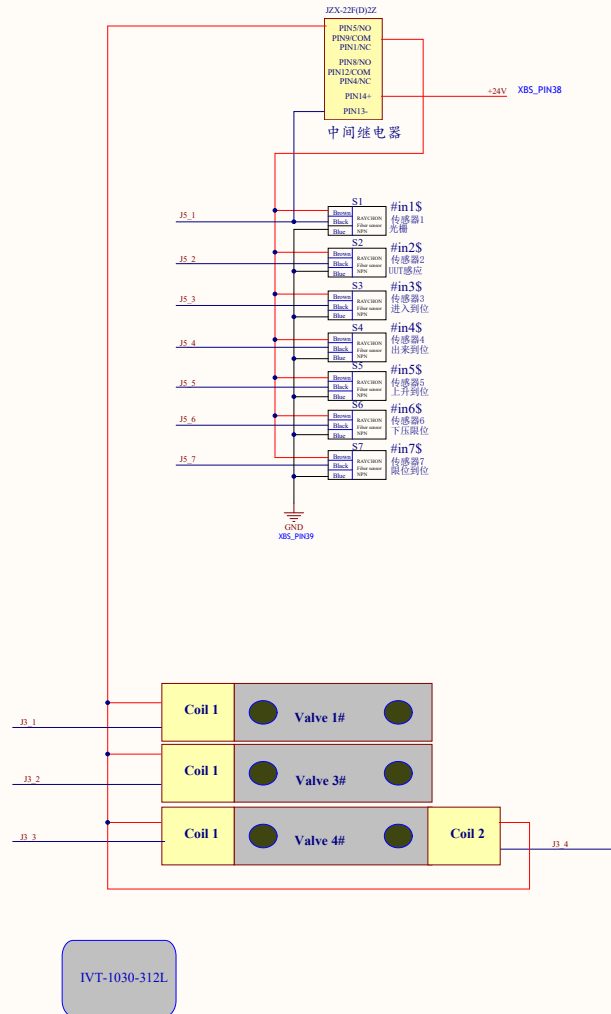 JZX-22F(D)2Z
PIN5/NO
PIN9/COM
PIN1/NC
PIN8/NO
PIN12/COM
PIN4/NC
PIN14+
PIN13-
+24V
XBS_PIN38
中间继电器
J5_1
S1
Brown
Black
Blue
RAYCHON
Fiber sensor
NPN
#in1$
传感器1
光栅
J5_2
S2
Brown
Black
Blue
RAYCHON
Fiber sensor
NPN
#in2$
传感器2
UUT感应
J5_3
S3
Brown
Black
Blue
RAYCHON
Fiber sensor
NPN
#in3$
传感器3
进入到位
J5_4
S4
Brown
Black
Blue
RAYCHON
Fiber sensor
NPN
#in4$
传感器4
出来到位
J5_5
S5
Brown
Black
Blue
RAYCHON
Fiber sensor
NPN
#in5$
传感器5
上升到位
J5_6
S6
Brown
Black
Blue
RAYCHON
Fiber sensor
NPN
#in6$
传感器6
下压限位
J5_7
S7
Brown
Black
Blue
RAYCHON
Fiber sensor
NPN
#in7$
传感器7
限位到位
GND
XBS_PIN39
J3_1
Coil 1
Valve 1#
J3_2
Coil 1
Valve 3#
J3_3
Coil 1
Valve 4#
Coil 2
J3_4
IVT-1030-312L